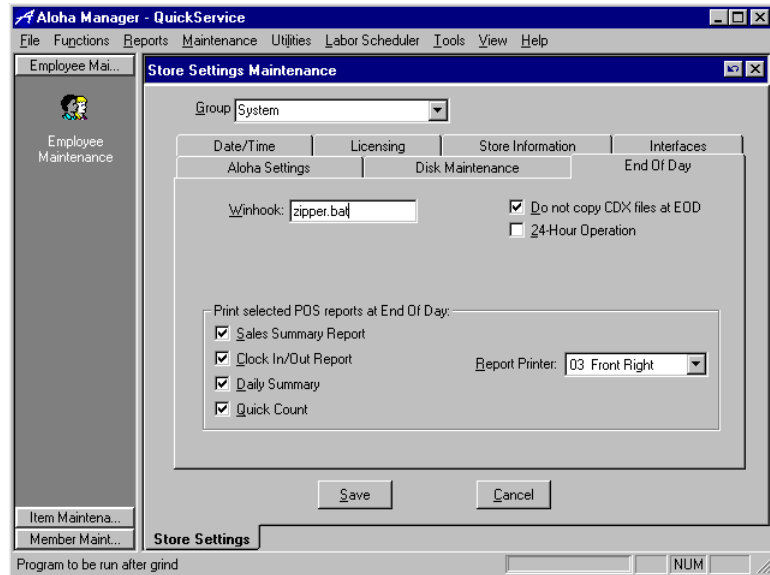 Aloha Manager - QuickService
File Functions Reports Maintenance Utilities Labor Scheduler Tools View Help
Employee Mai...
Store Settings Maintenance
Group System
Employee
Maintenance
Date/Time Licensing Store Information Interfaces
Aloha Settings Disk Maintenance End Of Day
Winhook: zipper.bat
Do not copy CDX files at EOD
24-Hour Operation
Print selected POS reports at End Of Day:
Sales Summary Report
Clock In/Out Report
Daily Summary
Quick Count
Report Printer: 03 Front Right
Save Cancel
Item Maintena...
Member Maint...
Store Settings
Program to be run after grind
NUM